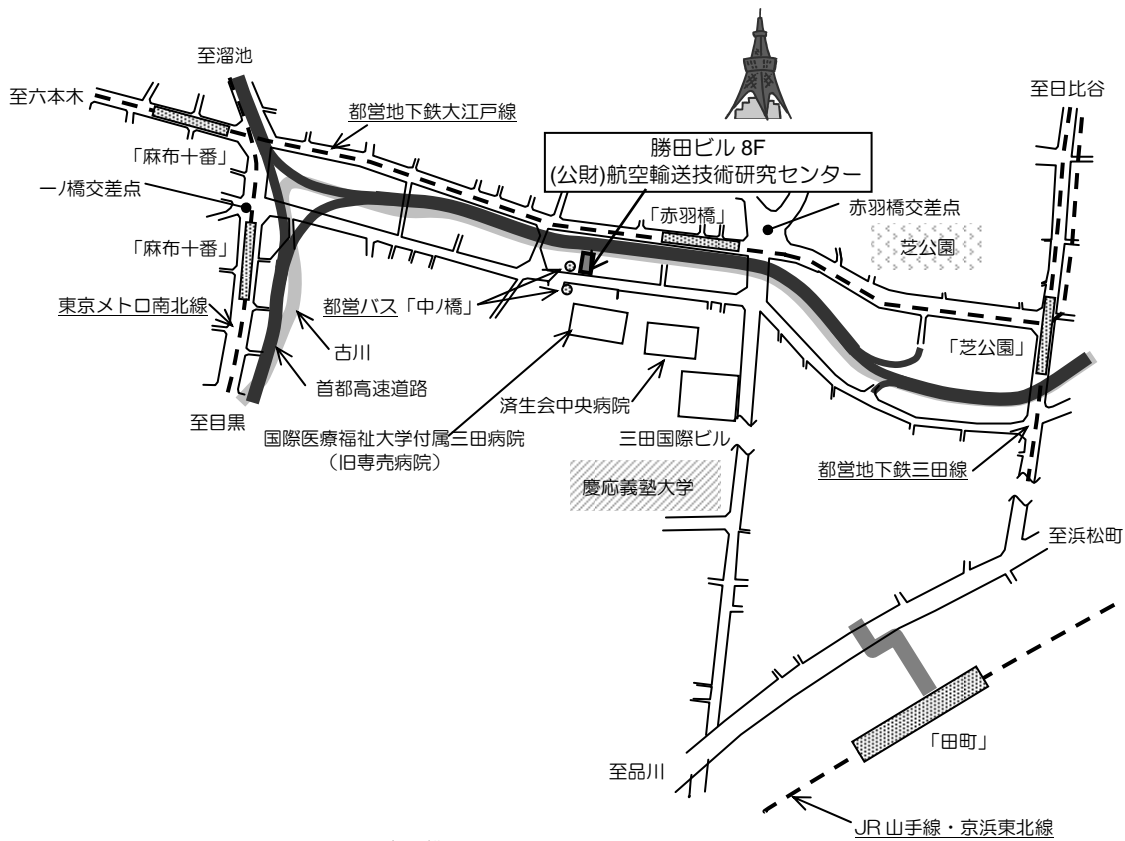 至溜池
至六本木
至日比谷
都営地下鉄大江戸線
勝田ビル 8F
(公財)航空輸送技術研究センター
「麻布十番」
一ノ橋交差点
「赤羽橋」
赤羽橋交差点
芝公園
「麻布十番」
東京メトロ南北線
都営バス「中ノ橋」
古川
「芝公園」
首都高速道路
済生会中央病院
至目黒
国際医療福祉大学付属三田病院
（旧専売病院）
三田国際ビル
都営地下鉄三田線
慶応義塾大学
至浜松町
「田町」
至品川
JR 山手線・京浜東北線